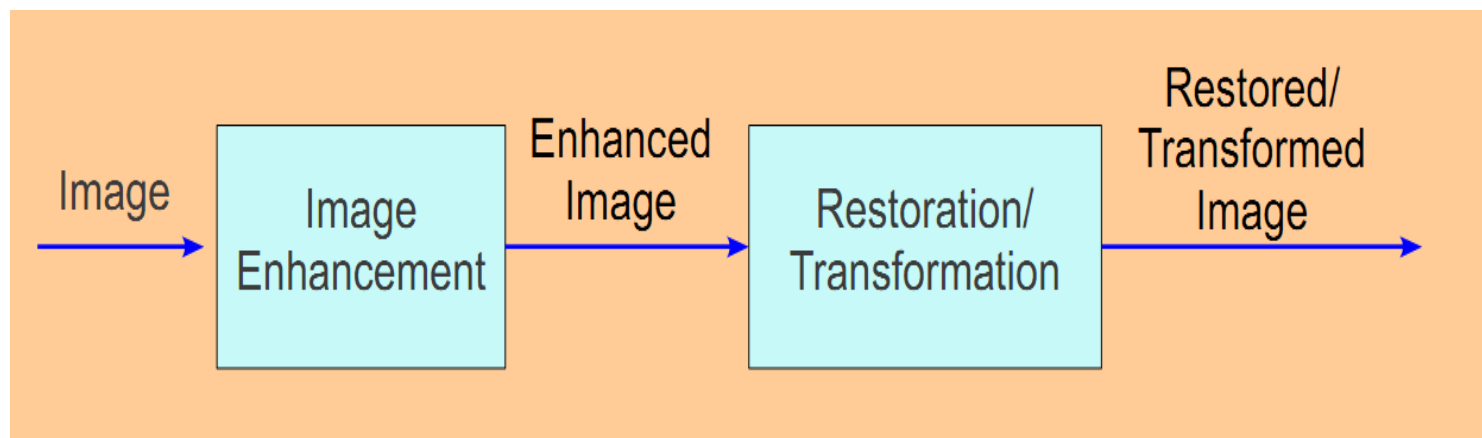 Image
Image
Enhancement
Enhanced
Image
Restoration/
Transformation
Restored/
Transformed
Image